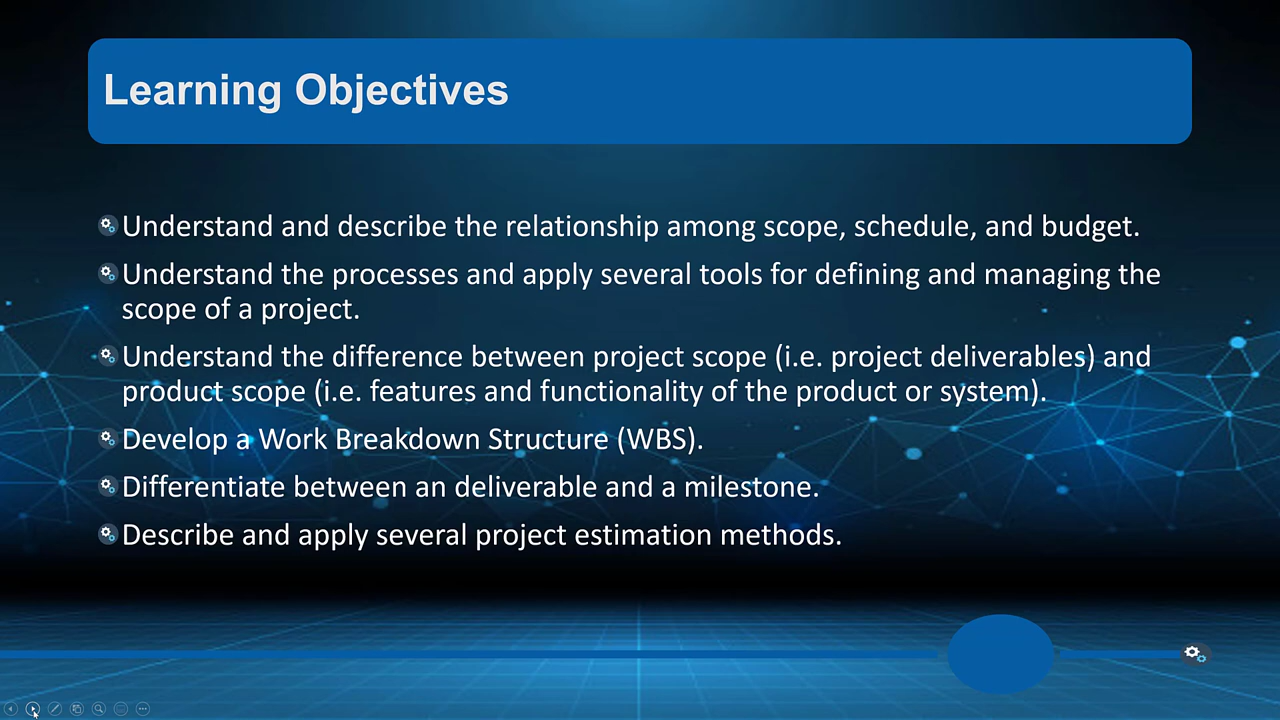 Learning Objectives
Understand and describe the relationship among scope, schedule, and budget.
Understand the processes and apply several tools for defining and managing the
scope of a project.
Understand the difference between project scope (i.e. project deliverables) and
product scope (i.e. features and functionality of the product or system).
Develop a Work Breakdown Structure (WBS).
Differentiate between an deliverable and a milestone.
Describe and apply several project estimation methods.